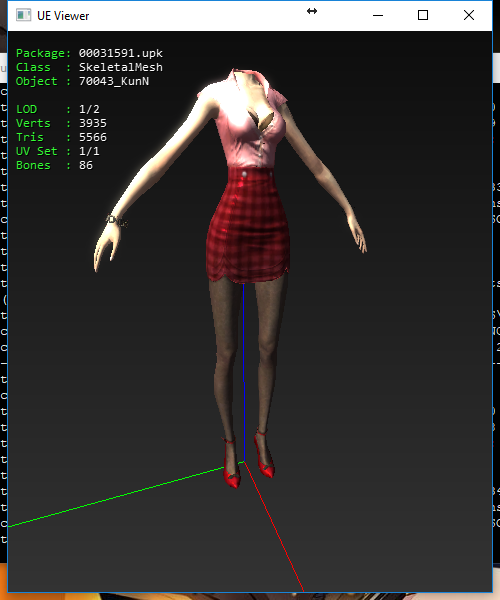 UE Viewer
Package: 00031591.upk
Class : SkeletalMesh
Object : 70043_KunN
LOD : 1/2
Verts : 3935
Tris : 5566
UV Set : 1/1
Bones : 86